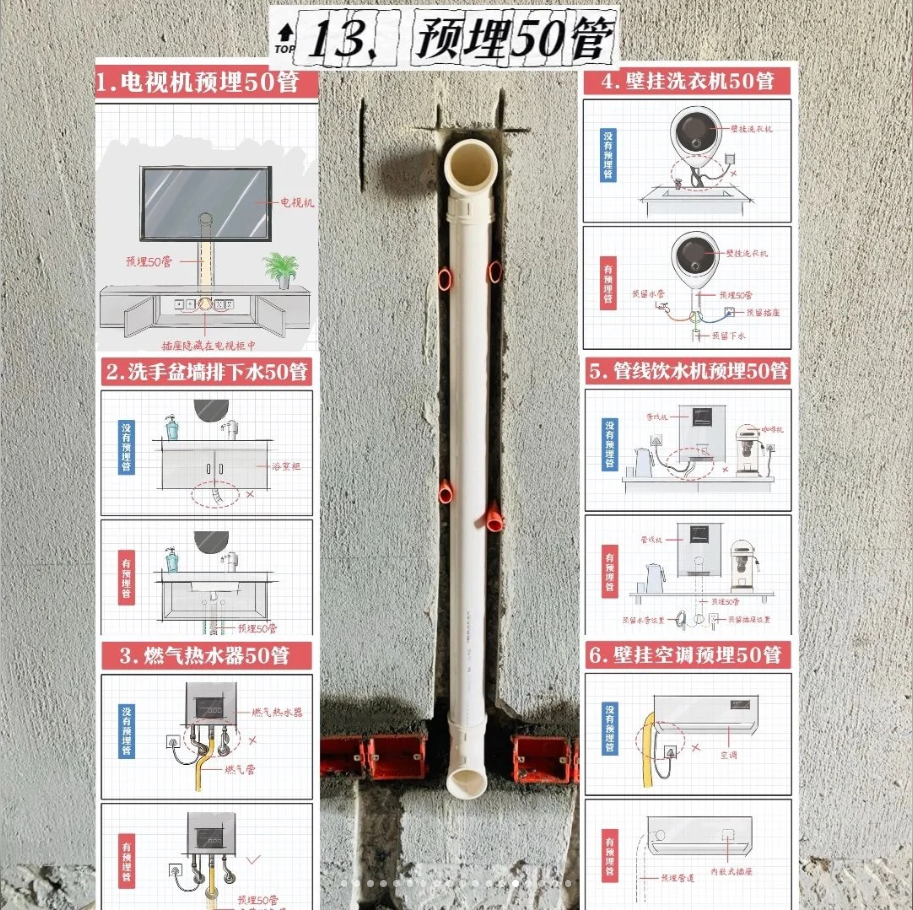 TOP 13、预埋50管
1.电视机预埋50管
电视机
预埋50管
插座隐藏在电视柜中
2.洗手盆墙排下水50管
没有预埋管
浴室柜
有预埋管
预埋50管
3.燃气热水器50管
没有预埋管
燃气热水器
燃气管
有预埋管
预埋50管
4.壁挂洗衣机50管
没有预埋管
壁挂洗衣机
有预埋管
壁挂洗衣机
预留水管
预埋50管
预留插座
预留下水
5.管线饮水机预埋50管
没有预埋管
管线机
咖啡机
有预埋管
管线机
预埋50管
预留水管位置
预留插座位置
6.壁挂空调预埋50管
没有预埋管
空调
有预埋管
内嵌式插座
预埋管道